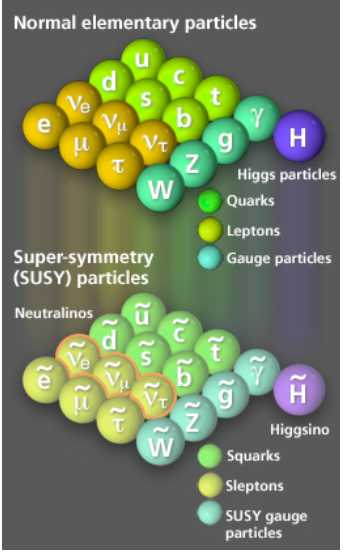 Normal elementary particles
u
d c
νe s t
e νμ b γ
μ ντ g H
τ Z
W
Higgs particles
Quarks
Leptons
Gauge particles
Super-symmetry
(SUSY) particles
Neutralinos
ũ
d̃ c̃
ν̃e s̃ t̃
ẽ ν̃μ b̃ γ̃
μ̃ ν̃τ g̃ H̃
τ̃ Z̃
W̃
Higgsino
Squarks
Sleptons
SUSY gauge
particles